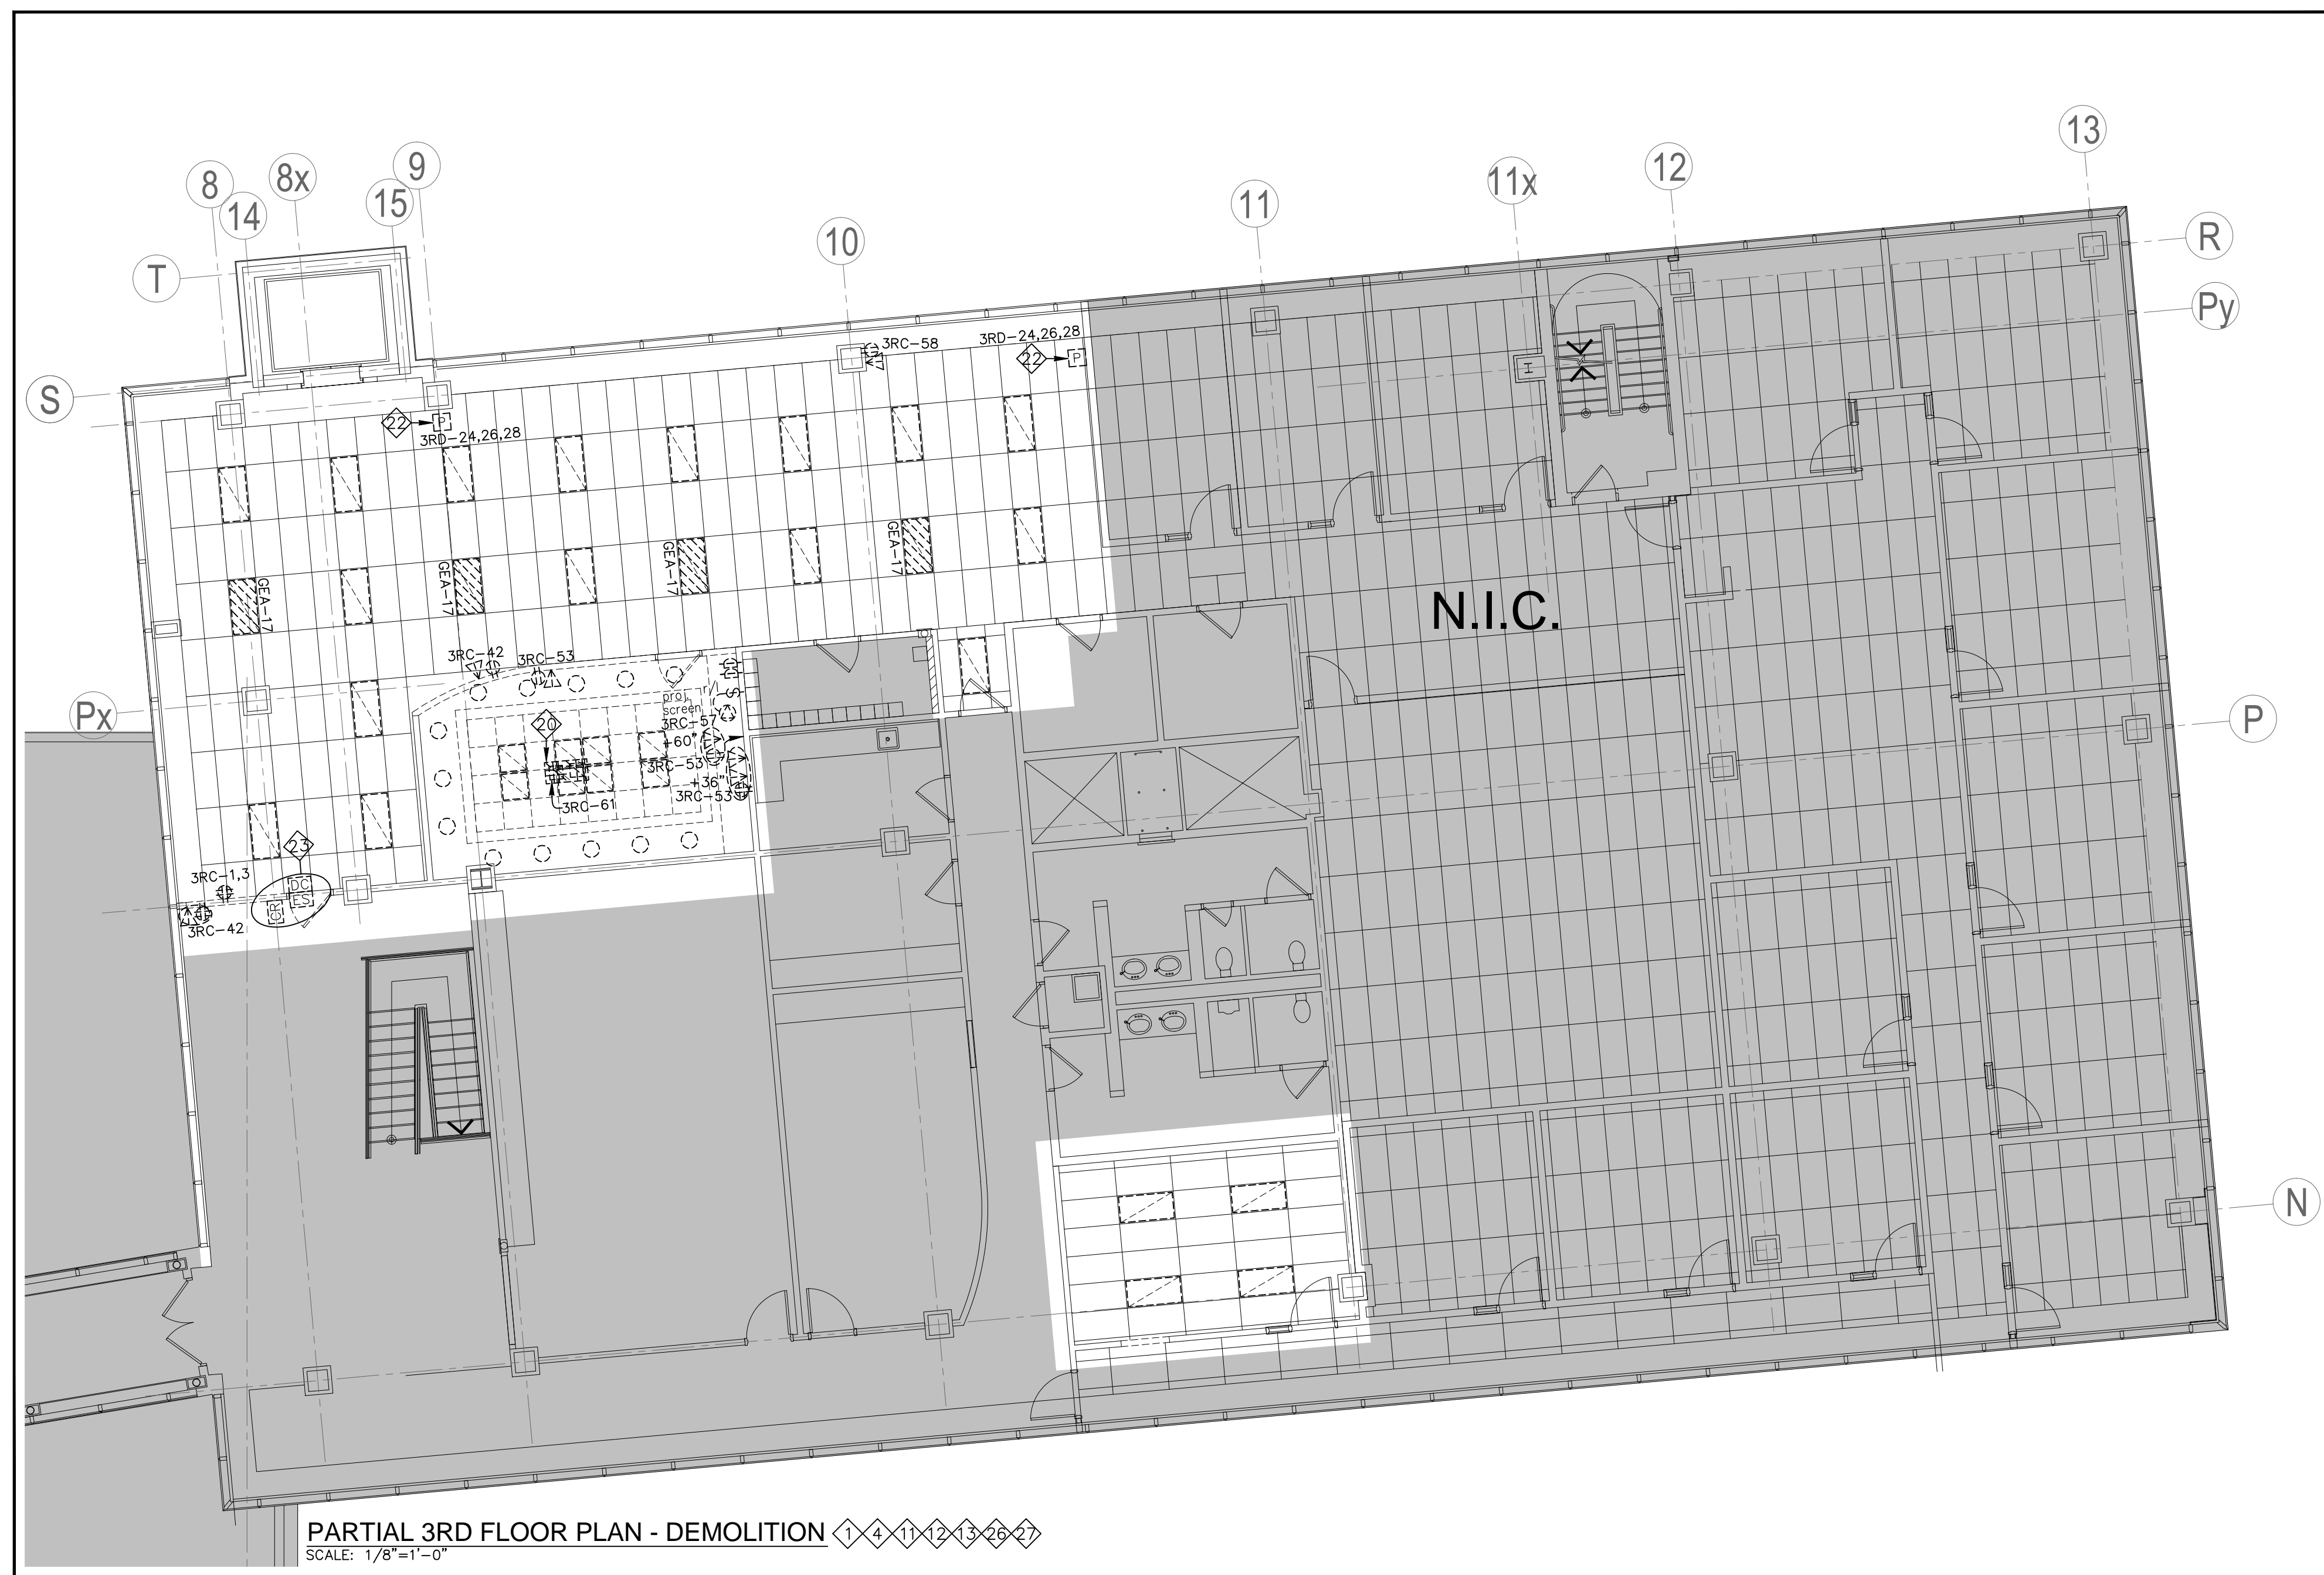 13
9
12
8x
11x
8
15
11
14
R
10
T
Py
3RD-24,26,28
3RC-58
22
P
S
22
P
3RD-24,26,28
GEA-17
GEA-17
GEA-17
GEA-17
N.I.C.
3RC-42
3RC-53
proj.
screen
S
Px
P
20
3RC-57
+60"
3RC-53
+36"
3RC-53
3RC-61
23
3RC-1,3
DC
ES
CR
3RC-42
N
PARTIAL 3RD FLOOR PLAN - DEMOLITION 1 4 11 12 13 26 27
SCALE: 1/8"=1'-0"